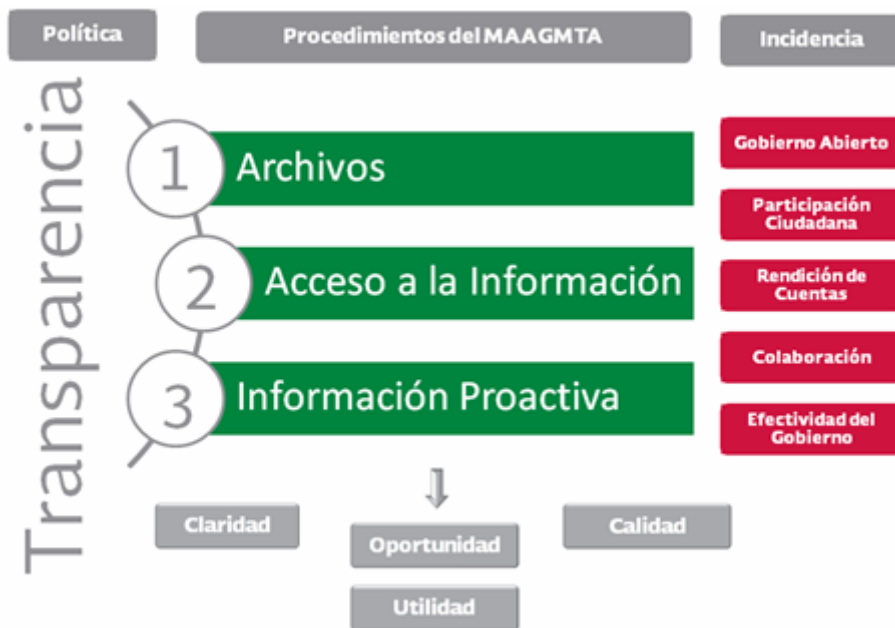 Política
Procedimientos del MAAGMTA
Incidencia
Transparencia
1
Archivos
2
Acceso a la Información
3
Información Proactiva
Gobierno Abierto
Participación
Ciudadana
Rendición de
Cuentas
Colaboración
Efectividad del
Gobierno
Claridad
Oportunidad
Calidad
Utilidad